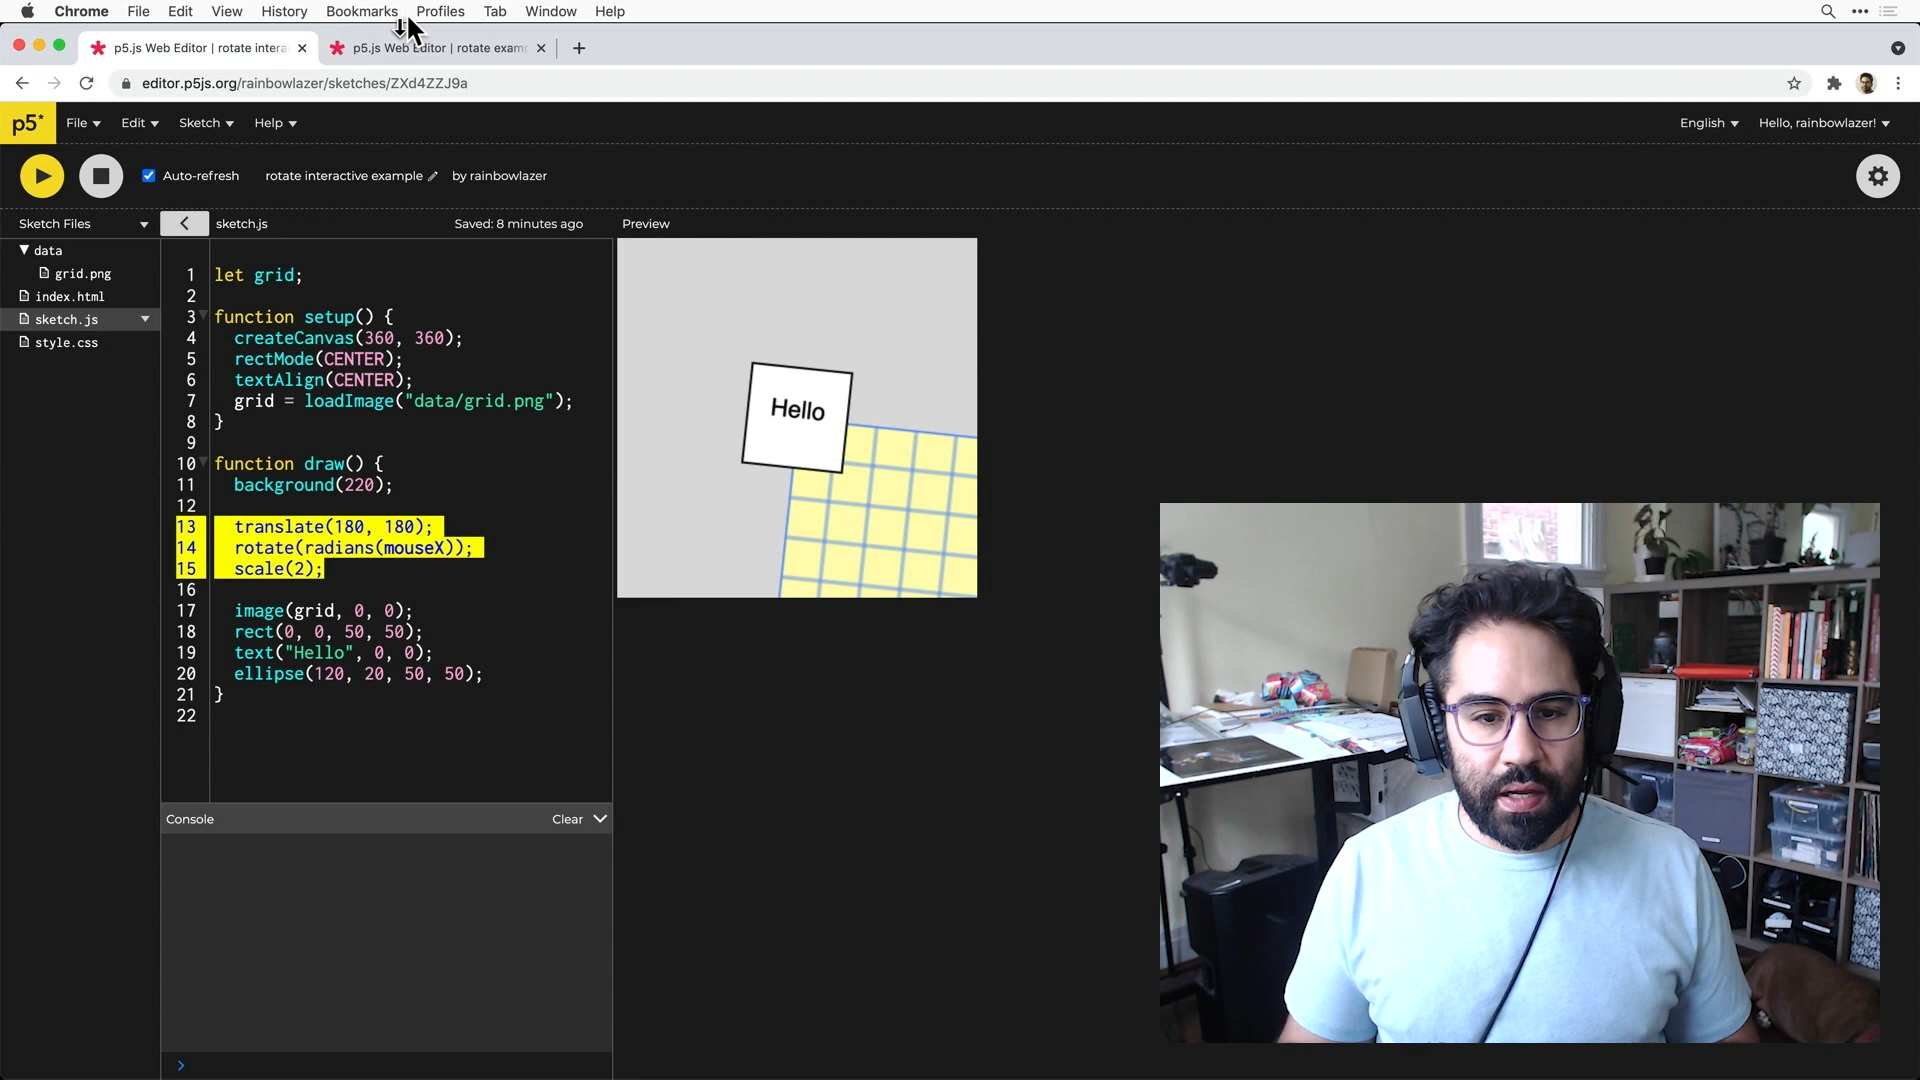 Chrome File Edit View History Bookmarks Profiles Tab Window Help
p5.js Web Editor | rotate intera
p5.js Web Editor | rotate exam
editor.p5js.org/rainbowlazer/sketches/ZXd4ZZJ9a
p5* File Edit Sketch Help English Hello, rainbowlazer!
Auto-refresh rotate interactive example by rainbowlazer
Sketch Files
data
grid.png
index.html
sketch.js
style.css
sketch.js Saved: 8 minutes ago Preview
1 let grid;
2
3 function setup() {
4 createCanvas(360, 360);
5 rectMode(CENTER);
6 textAlign(CENTER);
7 grid = loadImage("data/grid.png");
8 }
9
10 function draw() {
11 background(220);
12
13 translate(180, 180);
14 rotate(radians(mouseX));
15 scale(2);
16
17 image(grid, 0, 0);
18 rect(0, 0, 50, 50);
19 text("Hello", 0, 0);
20 ellipse(120, 20, 50, 50);
21 }
22
Hello
Console Clear
>